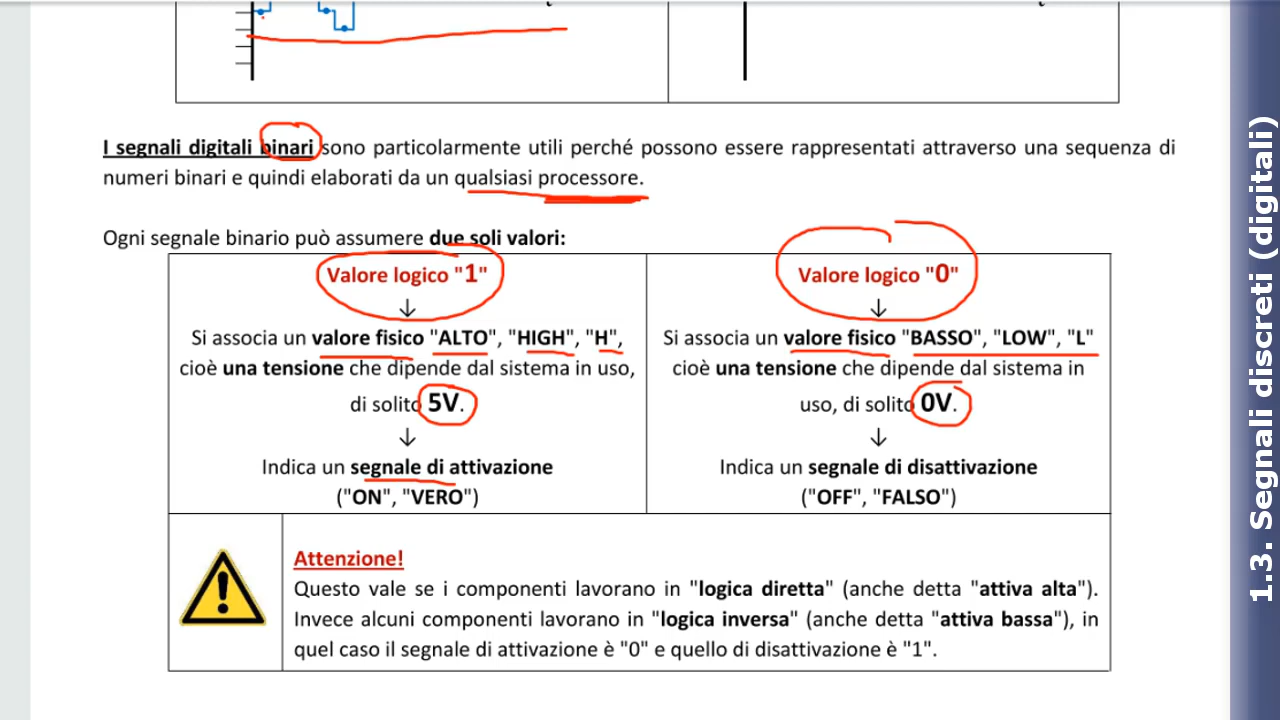 I segnali digitali binari sono particolarmente utili perché possono essere rappresentati attraverso una sequenza di
numeri binari e quindi elaborati da un qualsiasi processore.
Ogni segnale binario può assumere due soli valori:
Valore logico "1"
↓
Si associa un valore fisico "ALTO", "HIGH", "H",
cioè una tensione che dipende dal sistema in uso,
di solito 5V.
↓
Indica un segnale di attivazione
("ON", "VERO")
Valore logico "0"
↓
Si associa un valore fisico "BASSO", "LOW", "L"
cioè una tensione che dipende dal sistema in
uso, di solito 0V.
↓
Indica un segnale di disattivazione
("OFF", "FALSO")
Attenzione!
Questo vale se i componenti lavorano in "logica diretta" (anche detta "attiva alta").
Invece alcuni componenti lavorano in "logica inversa" (anche detta "attiva bassa"), in
quel caso il segnale di attivazione è "0" e quello di disattivazione è "1".
1.3. Segnali discreti (digitali)